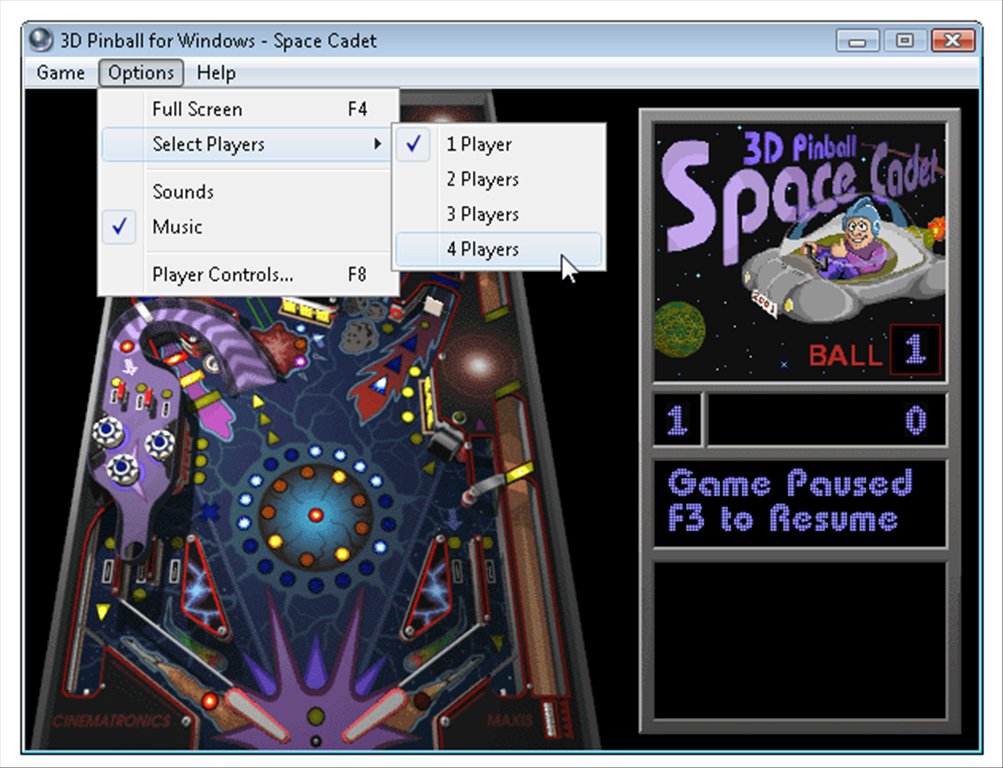 3D Pinball for Windows - Space Cadet
Game Options Help
Full Screen F4
Select Players
Sounds
Music
Player Controls... F8
1 Player
2 Players
3 Players
4 Players
3D Pinball
Space Cadet
2001
BALL 1
1 0
Game Paused
F3 to Resume
CINEMATRONICS
MAXIS